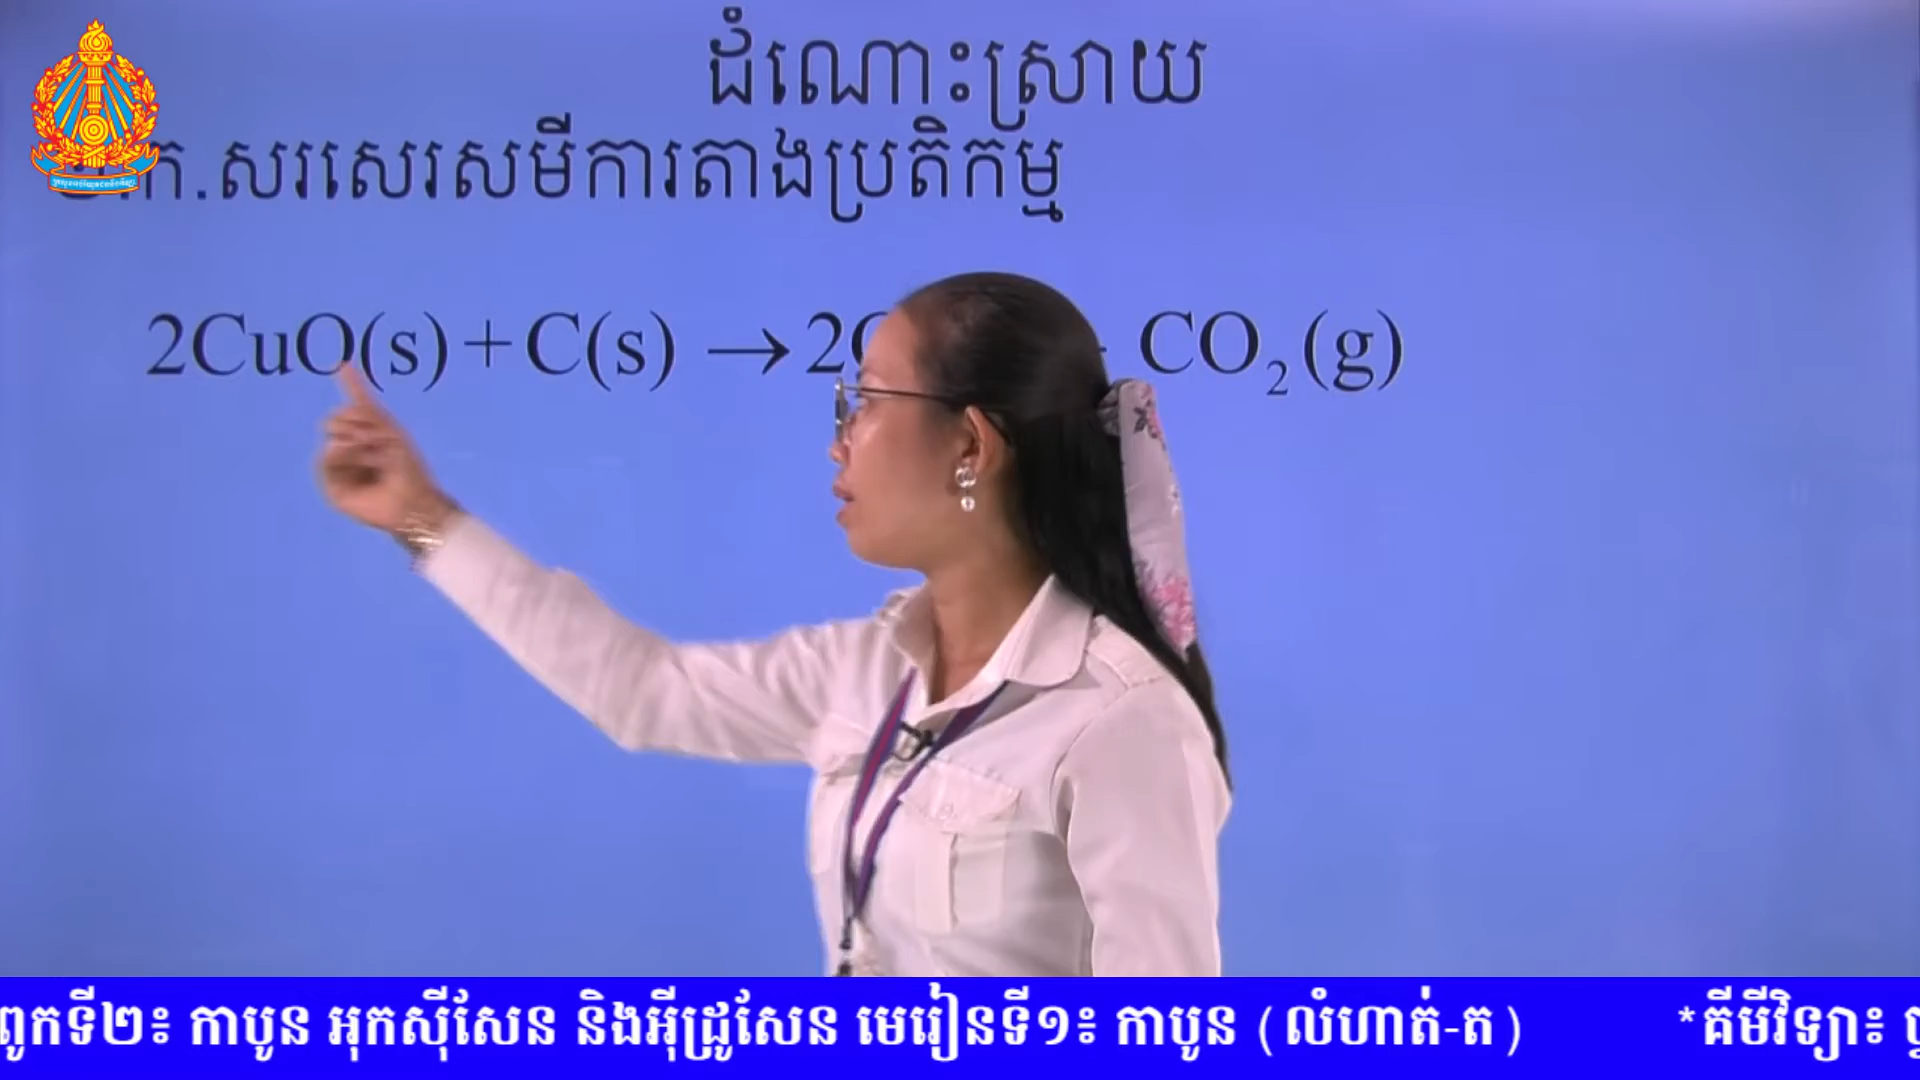 ដំណោះស្រាយ
ក.សរសេរសមីការតាងប្រតិកម្ម
2CuO(s)+C(s) →2 CO₂(g)
ពូកទី២៖ កាបូន អុកស៊ីសែន និងអ៊ីដ្រូសែន មេរៀនទី១៖ កាបូន (លំហាត់-ត) *គីមីវិទ្យា៖